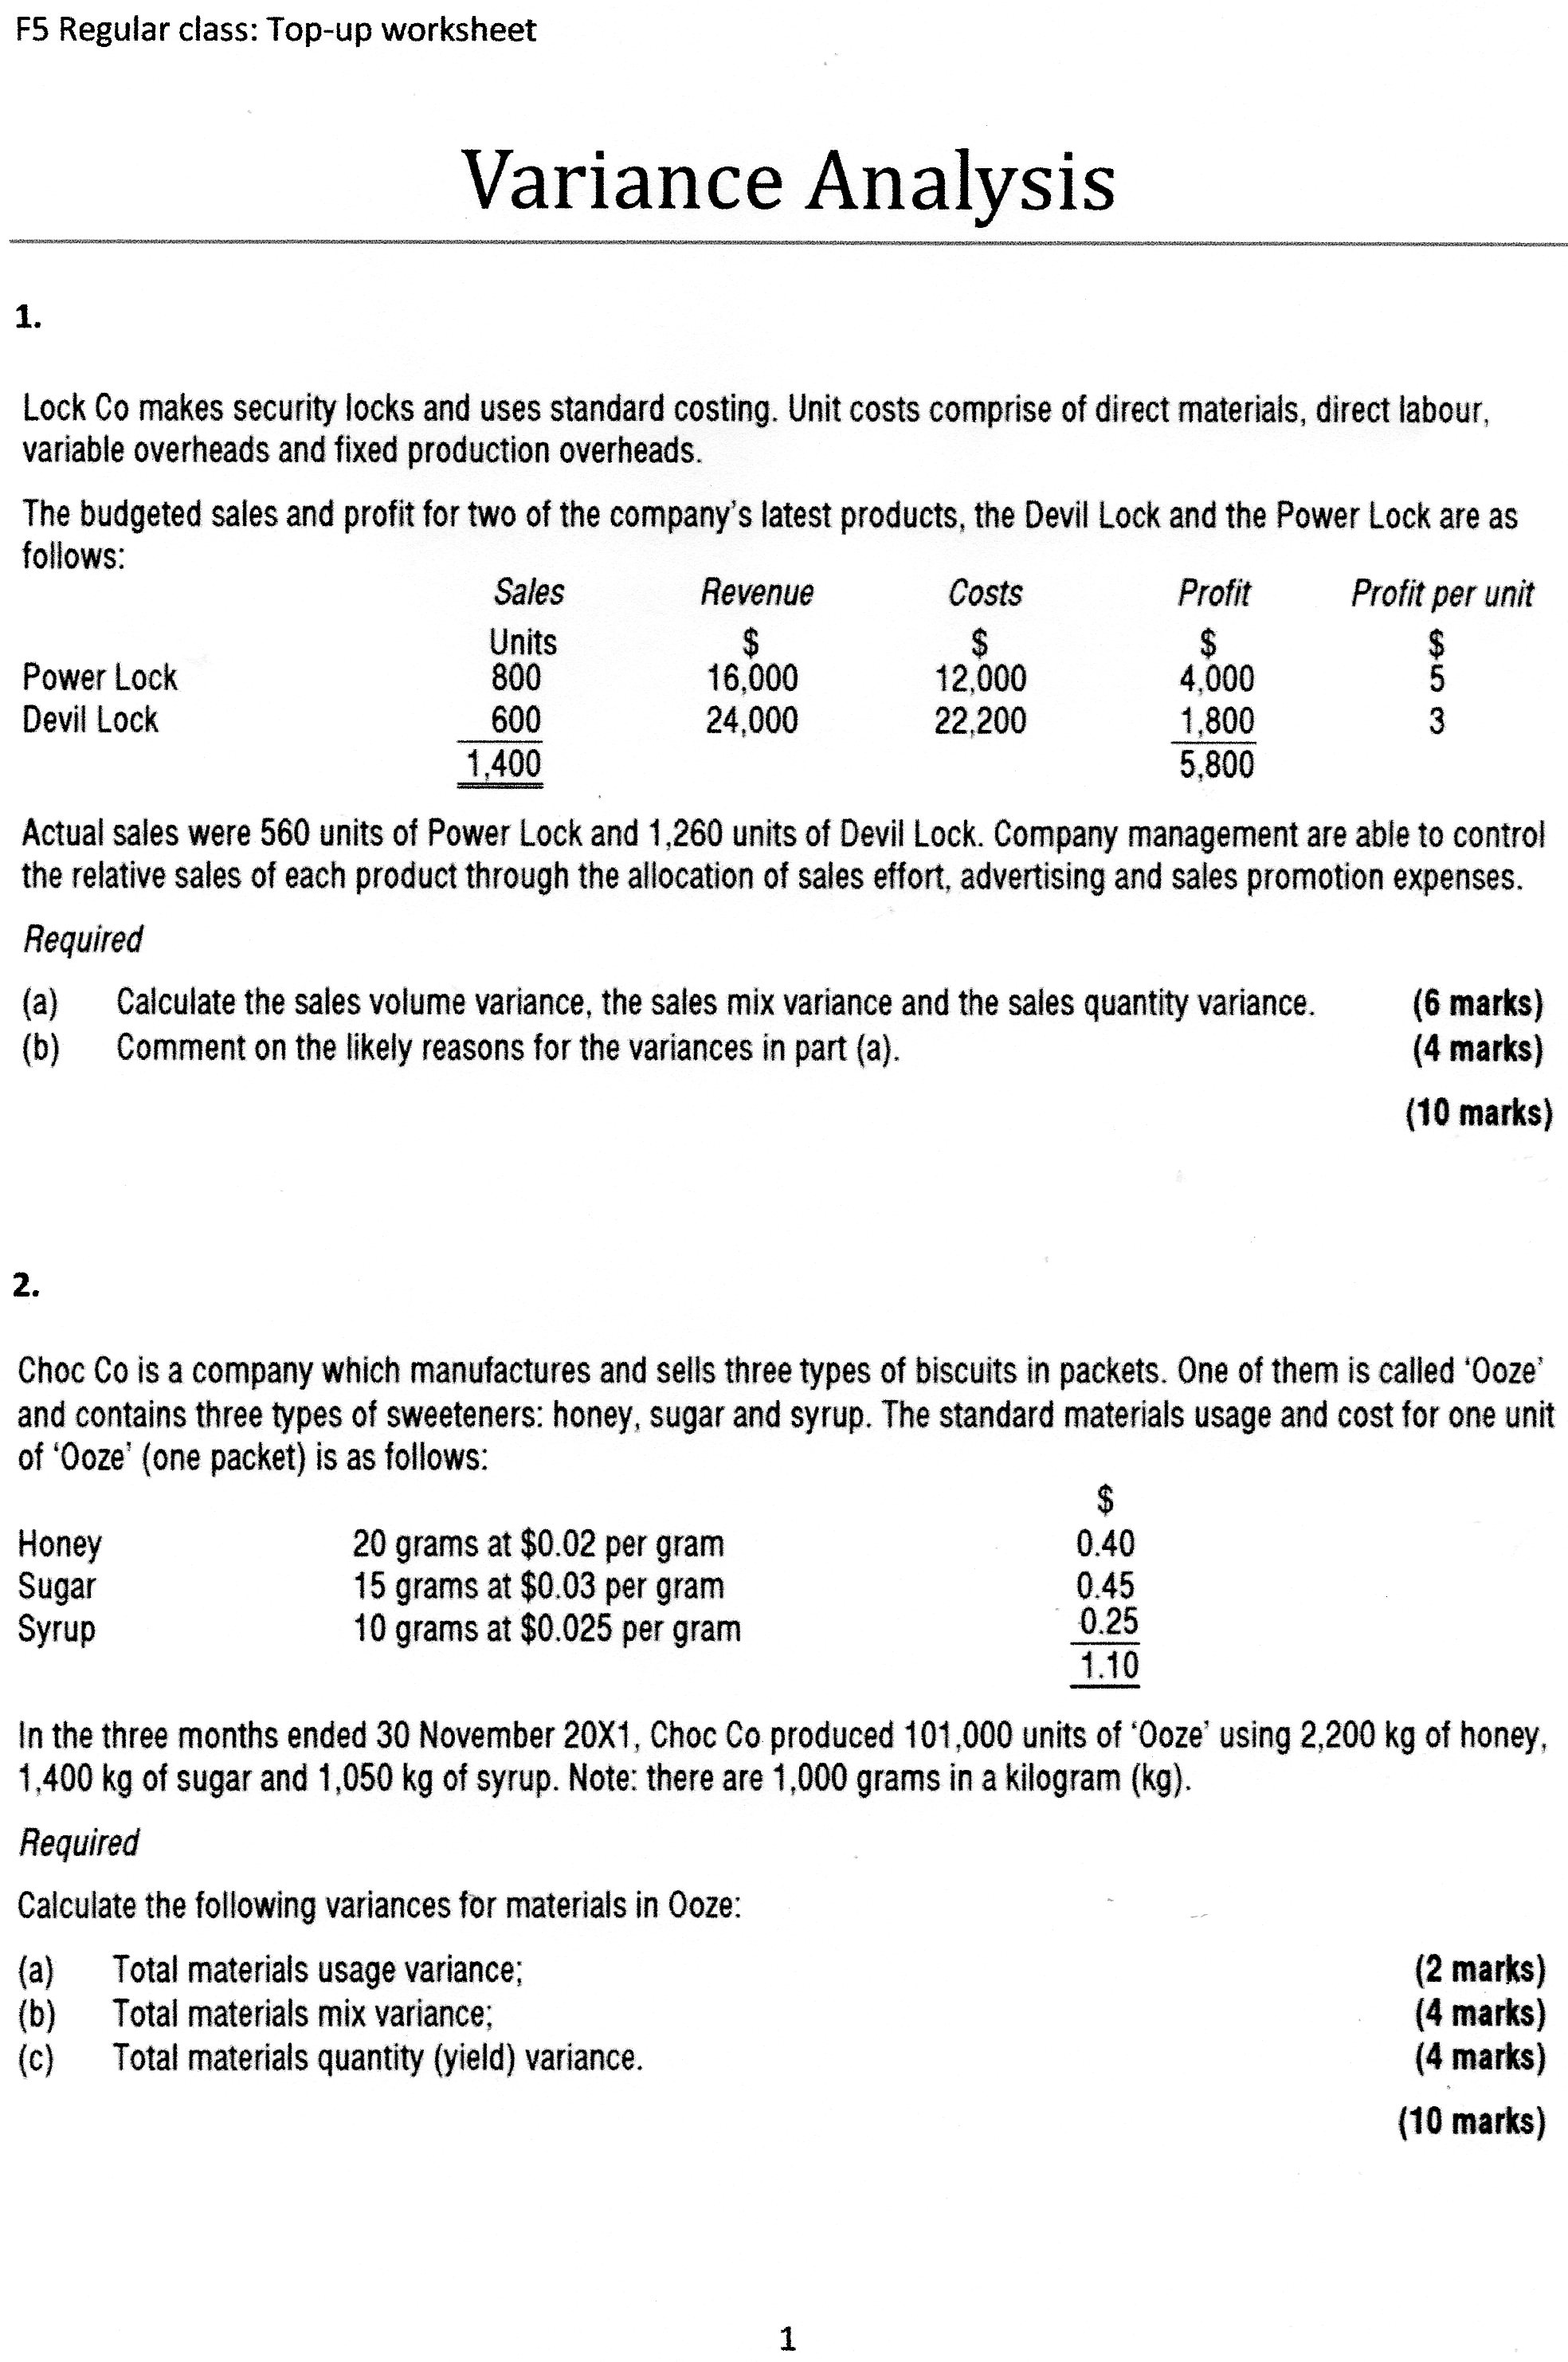 F5 Regular class: Top-up worksheet
Variance Analysis
1.
Lock Co makes security locks and uses standard costing. Unit costs comprise of direct materials, direct labour,
variable overheads and fixed production overheads.
The budgeted sales and profit for two of the company's latest products, the Devil Lock and the Power Lock are as
follows:
Sales Revenue Costs Profit Profit per unit
Units $ $ $ $
Power Lock 800 16,000 12,000 4,000 5
Devil Lock 600 24,000 22,200 1,800 3
1,400 5,800
Actual sales were 560 units of Power Lock and 1,260 units of Devil Lock. Company management are able to control
the relative sales of each product through the allocation of sales effort, advertising and sales promotion expenses.
Required
(a) Calculate the sales volume variance, the sales mix variance and the sales quantity variance. (6 marks)
(b) Comment on the likely reasons for the variances in part (a). (4 marks)
(10 marks)
2.
Choc Co is a company which manufactures and sells three types of biscuits in packets. One of them is called 'Ooze'
and contains three types of sweeteners: honey, sugar and syrup. The standard materials usage and cost for one unit
of 'Ooze' (one packet) is as follows:
$
Honey 20 grams at $0.02 per gram 0.40
Sugar 15 grams at $0.03 per gram 0.45
Syrup 10 grams at $0.025 per gram 0.25
1.10
In the three months ended 30 November 20X1, Choc Co produced 101,000 units of 'Ooze' using 2,200 kg of honey,
1,400 kg of sugar and 1,050 kg of syrup. Note: there are 1,000 grams in a kilogram (kg).
Required
Calculate the following variances for materials in Ooze:
(a) Total materials usage variance; (2 marks)
(b) Total materials mix variance; (4 marks)
(c) Total materials quantity (yield) variance. (4 marks)
(10 marks)
1